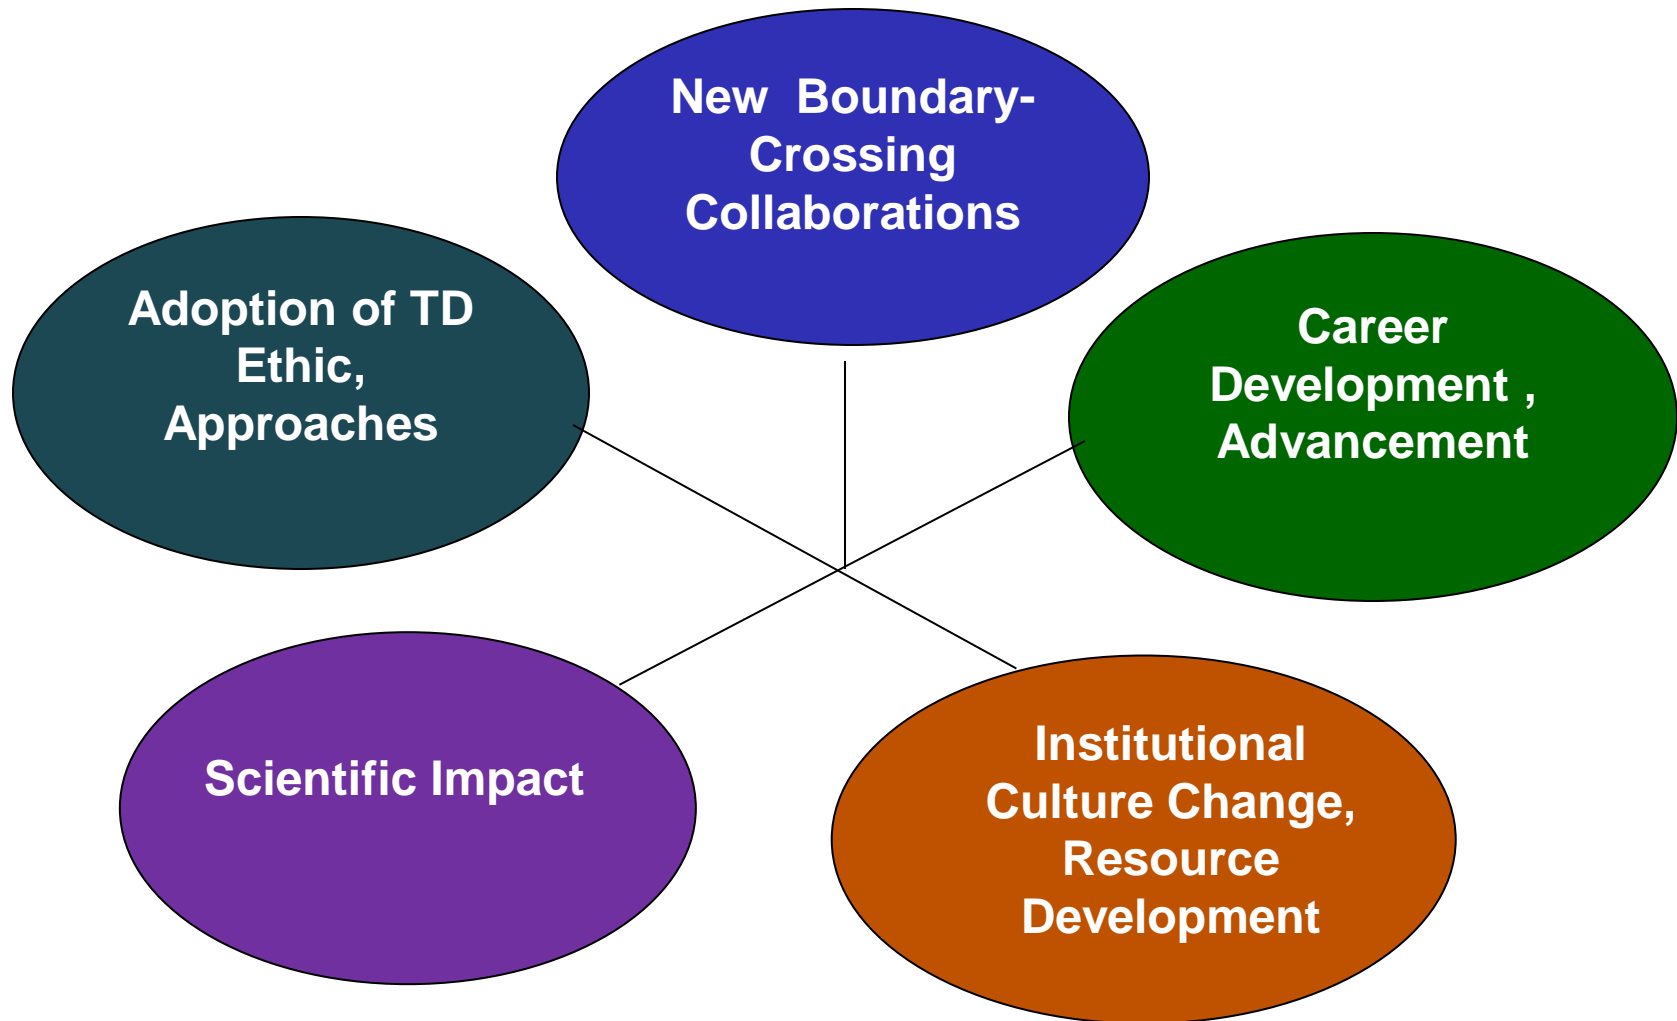 New  Boundary-
Crossing
Collaborations
Adoption of TD
Ethic,
Approaches
Career
Development ,
Advancement
Scientific Impact
Institutional
Culture Change,
Resource
Development